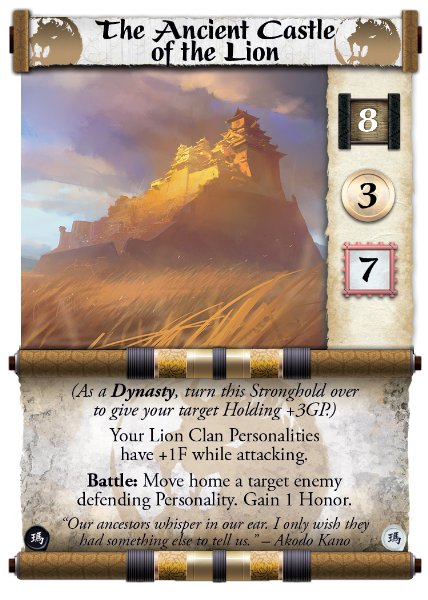 The Ancient Castle
of the Lion
8
3
7
(As a Dynasty, turn this Stronghold over
to give your target Holding +3GP.)
Your Lion Clan Personalities
have +1F while attacking.
Battle: Move home a target enemy
defending Personality. Gain 1 Honor.
“Our ancestors whisper in our ear. I only wish they
had something else to tell us.” – Akodo Kano
瑪 瑪